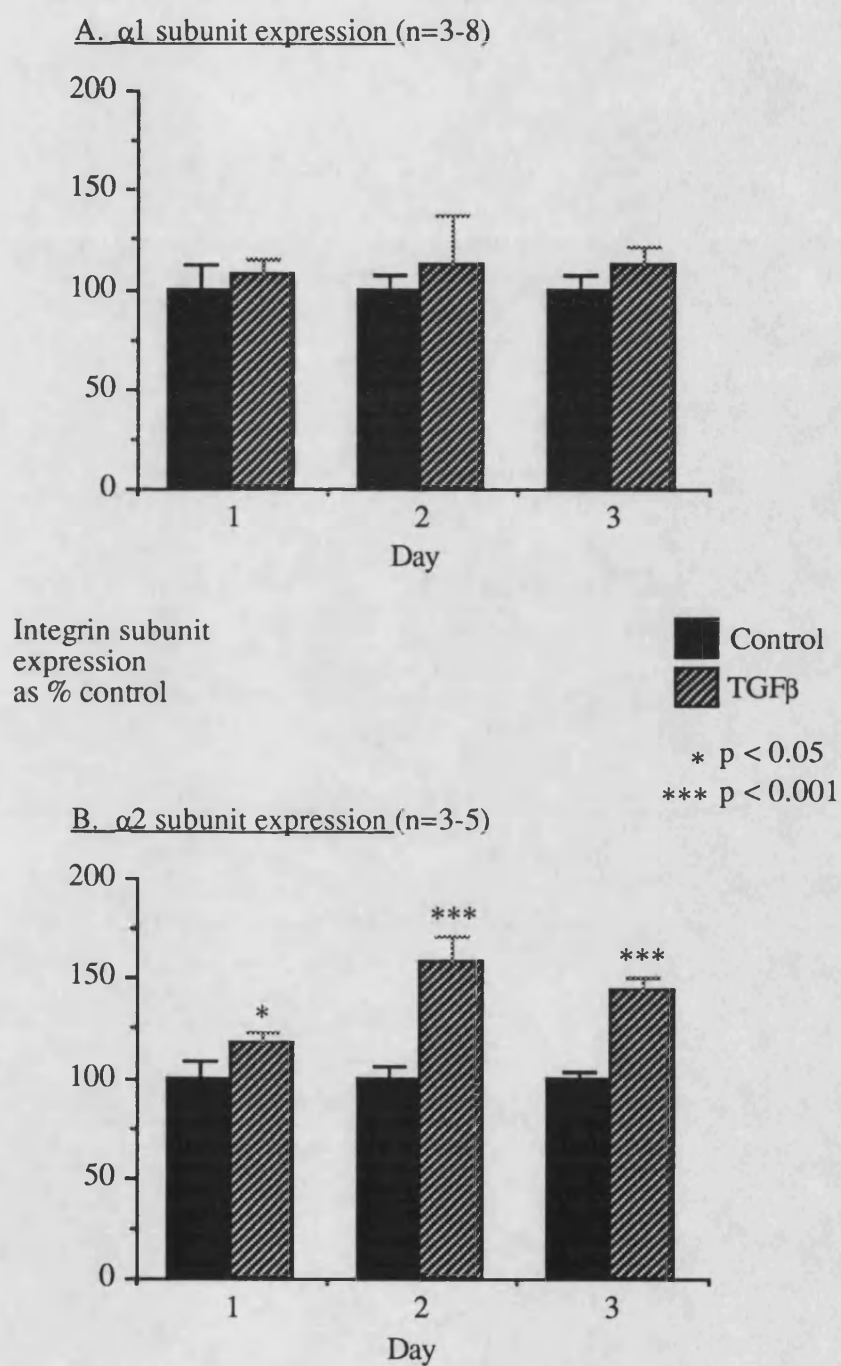 A. α1 subunit expression (n=3-8)
200
150
100
50
0
1 2 3
Day
Integrin subunit
expression
as % control
Control
TGFβ
* p < 0.05
*** p < 0.001
B. α2 subunit expression (n=3-5)
200
150
100
50
0
*
***
***
1 2 3
Day